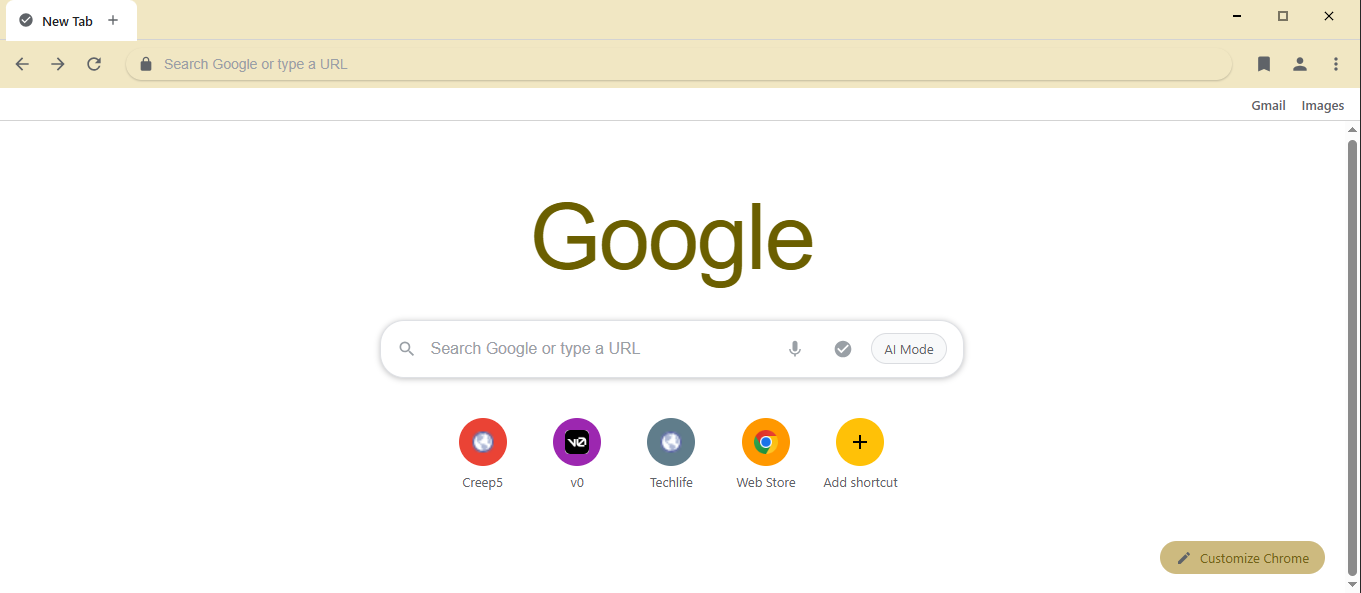 New Tab
Search Google or type a URL
Gmail Images
Google
Search Google or type a URL AI Mode
v0
Creep5 v0 Techlife Web Store Add shortcut
Customize Chrome